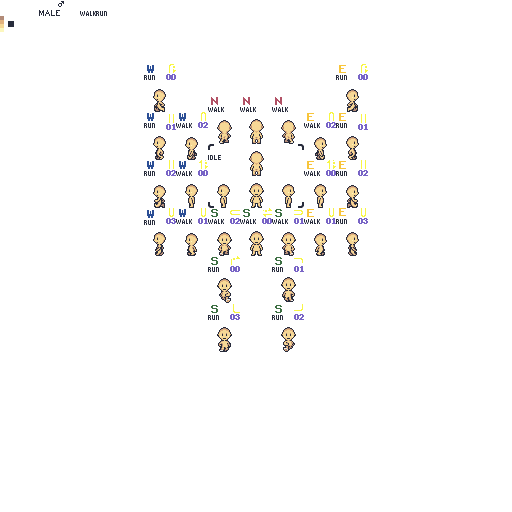 ♂
MALE WALKRUN
W E
RUN 00 RUN 00
N N N
WALK WALK WALK
W W E E
RUN 01 WALK 02 WALK 02 RUN 01
IDLE
W W E E
RUN 02 WALK 00 WALK 00 RUN 02
W W S S S E E
RUN 03 WALK 01 WALK 02 WALK 00 WALK 01 WALK 01 RUN 03
S S
RUN 00 RUN 01
S S
RUN 03 RUN 02